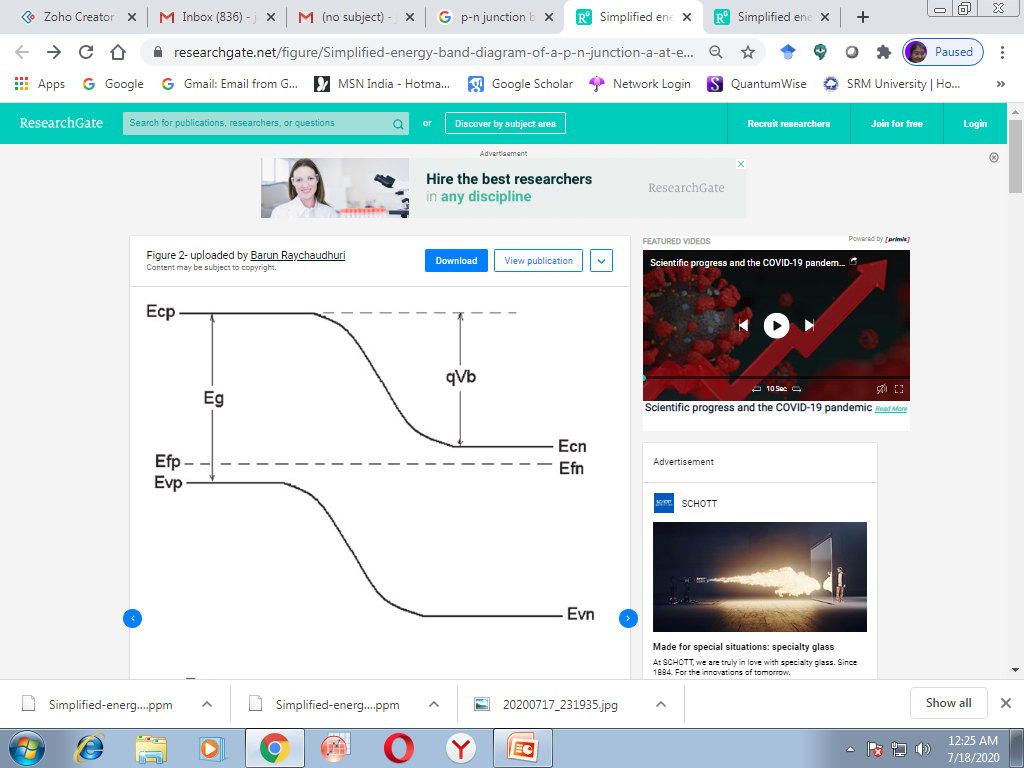 Zoho Creator
Inbox (836) - j
(no subject) - j
p-n junction b
Simplified ene
Simplified ene
researchgate.net/figure/Simplified-energy-band-diagram-of-a-p-n-junction-a-at-e...
Paused
Apps
Google
Gmail: Email from G...
MSN India - Hotma...
Google Scholar
Network Login
QuantumWise
SRM University | Ho...
»
ResearchGate
Search for publications, researchers, or questions
or
Discover by subject area
Recruit researchers
Join for free
Login
Advertisement
Hire the best researchers
in any discipline
ResearchGate
Figure 2- uploaded by Barun Raychaudhuri
Content may be subject to copyright.
Download
View publication
Ecp
qVb
Eg
Ecn
Efp
Efn
Evp
Evn
FEATURED VIDEOS
Powered by [primis]
Scientific progress and the COVID-19 pandem...
10 Sec
Scientific progress and the COVID-19 pandemic Read More
Advertisement
SCHOTT
Made for special situations: specialty glass
At SCHOTT, we are truly in love with specialty glass. Since
1884. For the innovations of tomorrow.
Simplified-energ....ppm
Simplified-energ....ppm
20200717_231935.jpg
Show all
12:25 AM
7/18/2020